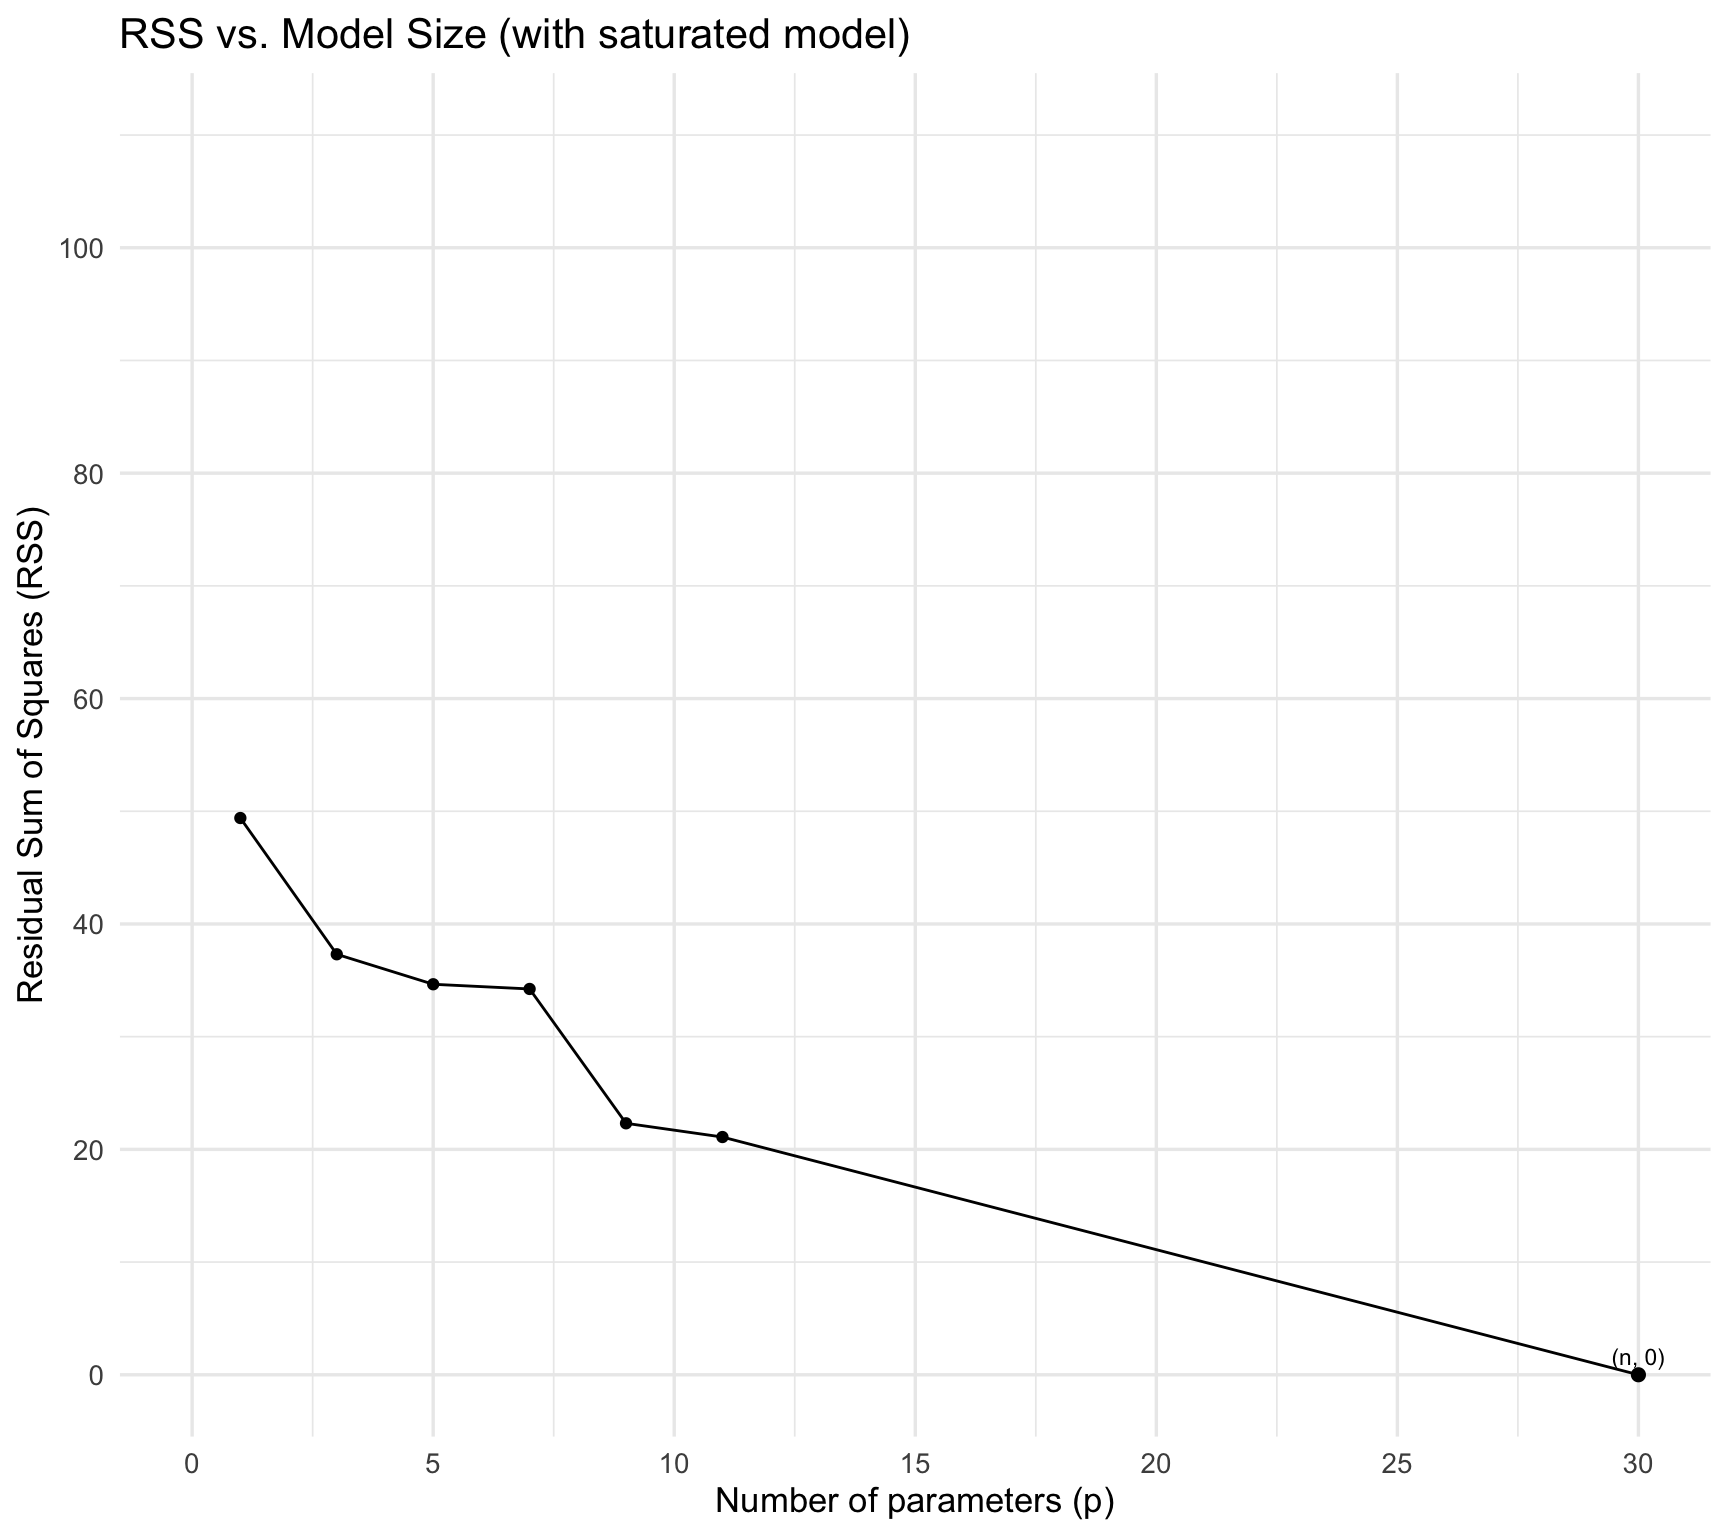 RSS vs. Model Size (with saturated model)
Residual Sum of Squares (RSS)
100
80
60
40
20
0
(n, 0)
0 5 10 15 20 25 30
Number of parameters (p)